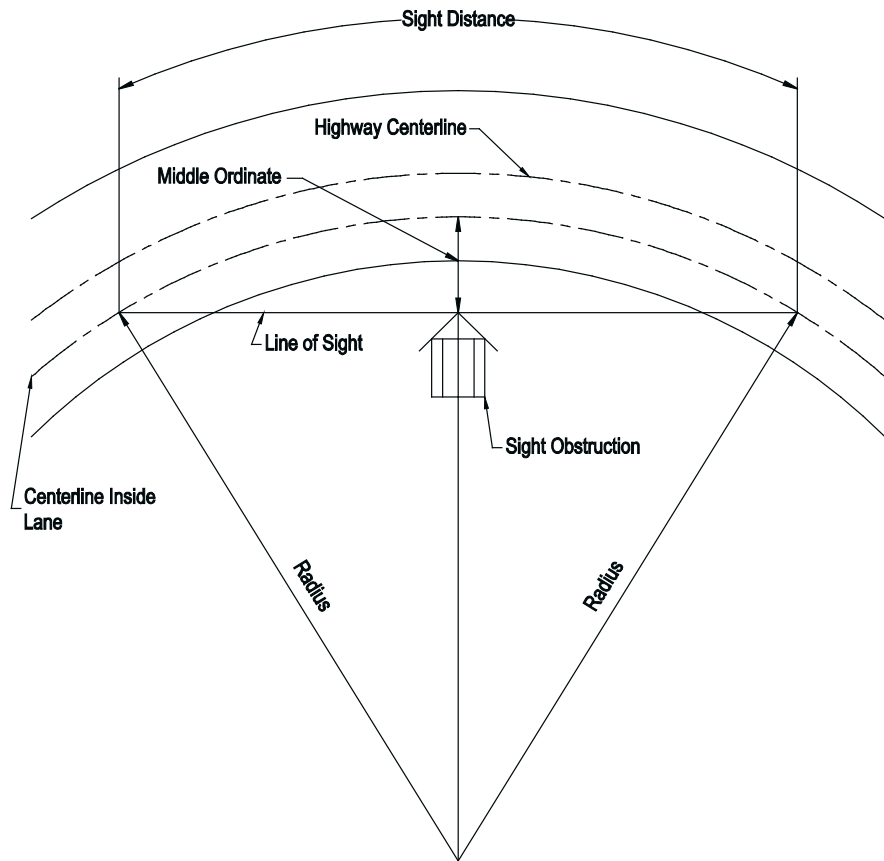 Sight Distance
Highway Centerline
Middle Ordinate
Line of Sight
Sight Obstruction
Centerline Inside
Lane
Radius
Radius